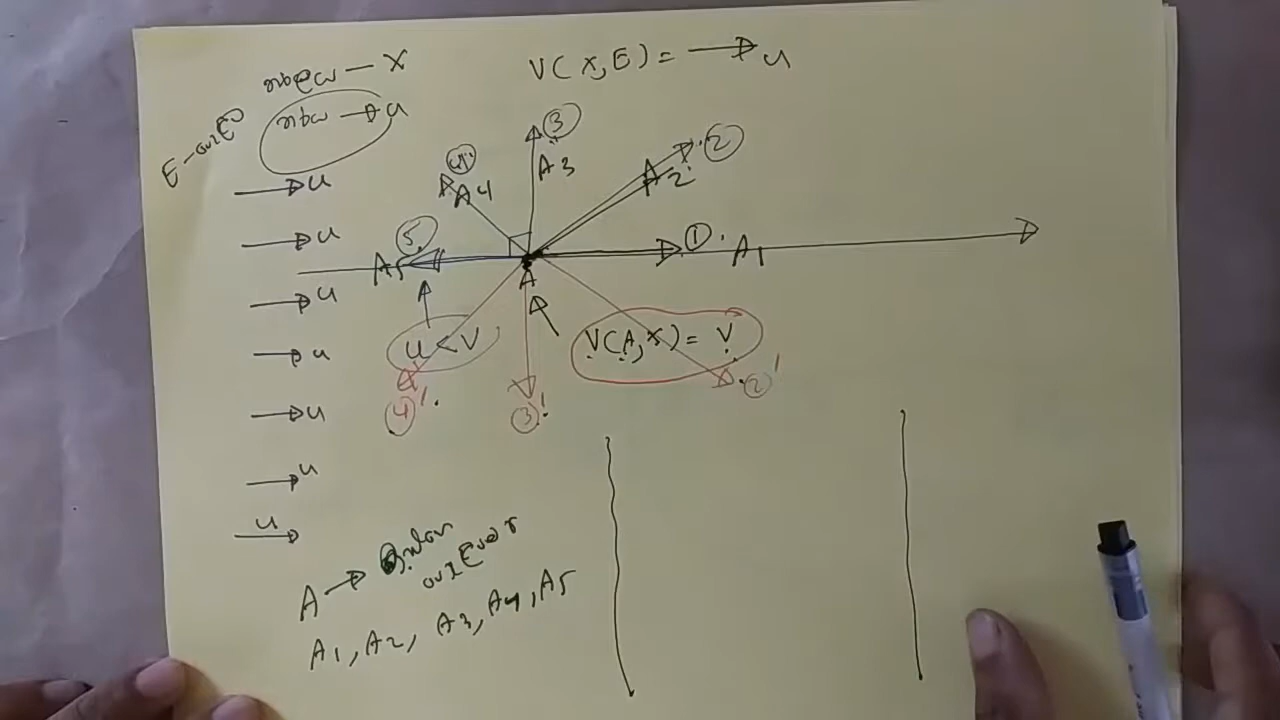 V(X,E) = → u
→ u
③
A3
②
A2
④
A4
→ u
→ u
⑤
A5
① A1
A
→ u
u < V
V(A,X) = V
→ u
4'
3'
2'
→ u
→ u
u
A →
A1, A2, A3, A4, A5